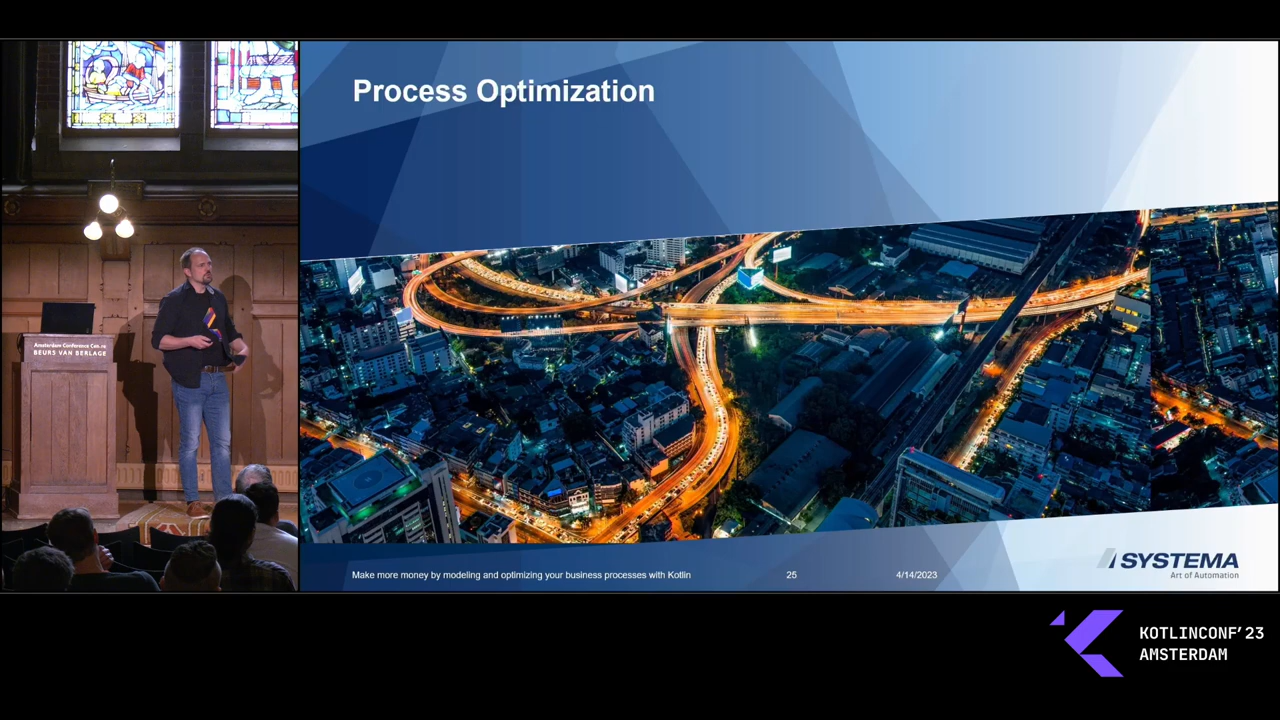 Process Optimization
Amsterdam Conference Centre
BEURS VAN BERLAGE
Make more money by modeling and optimizing your business processes with Kotlin
25
4/14/2023
SYSTEMA
Art of Automation
KOTLINCONF'23
AMSTERDAM